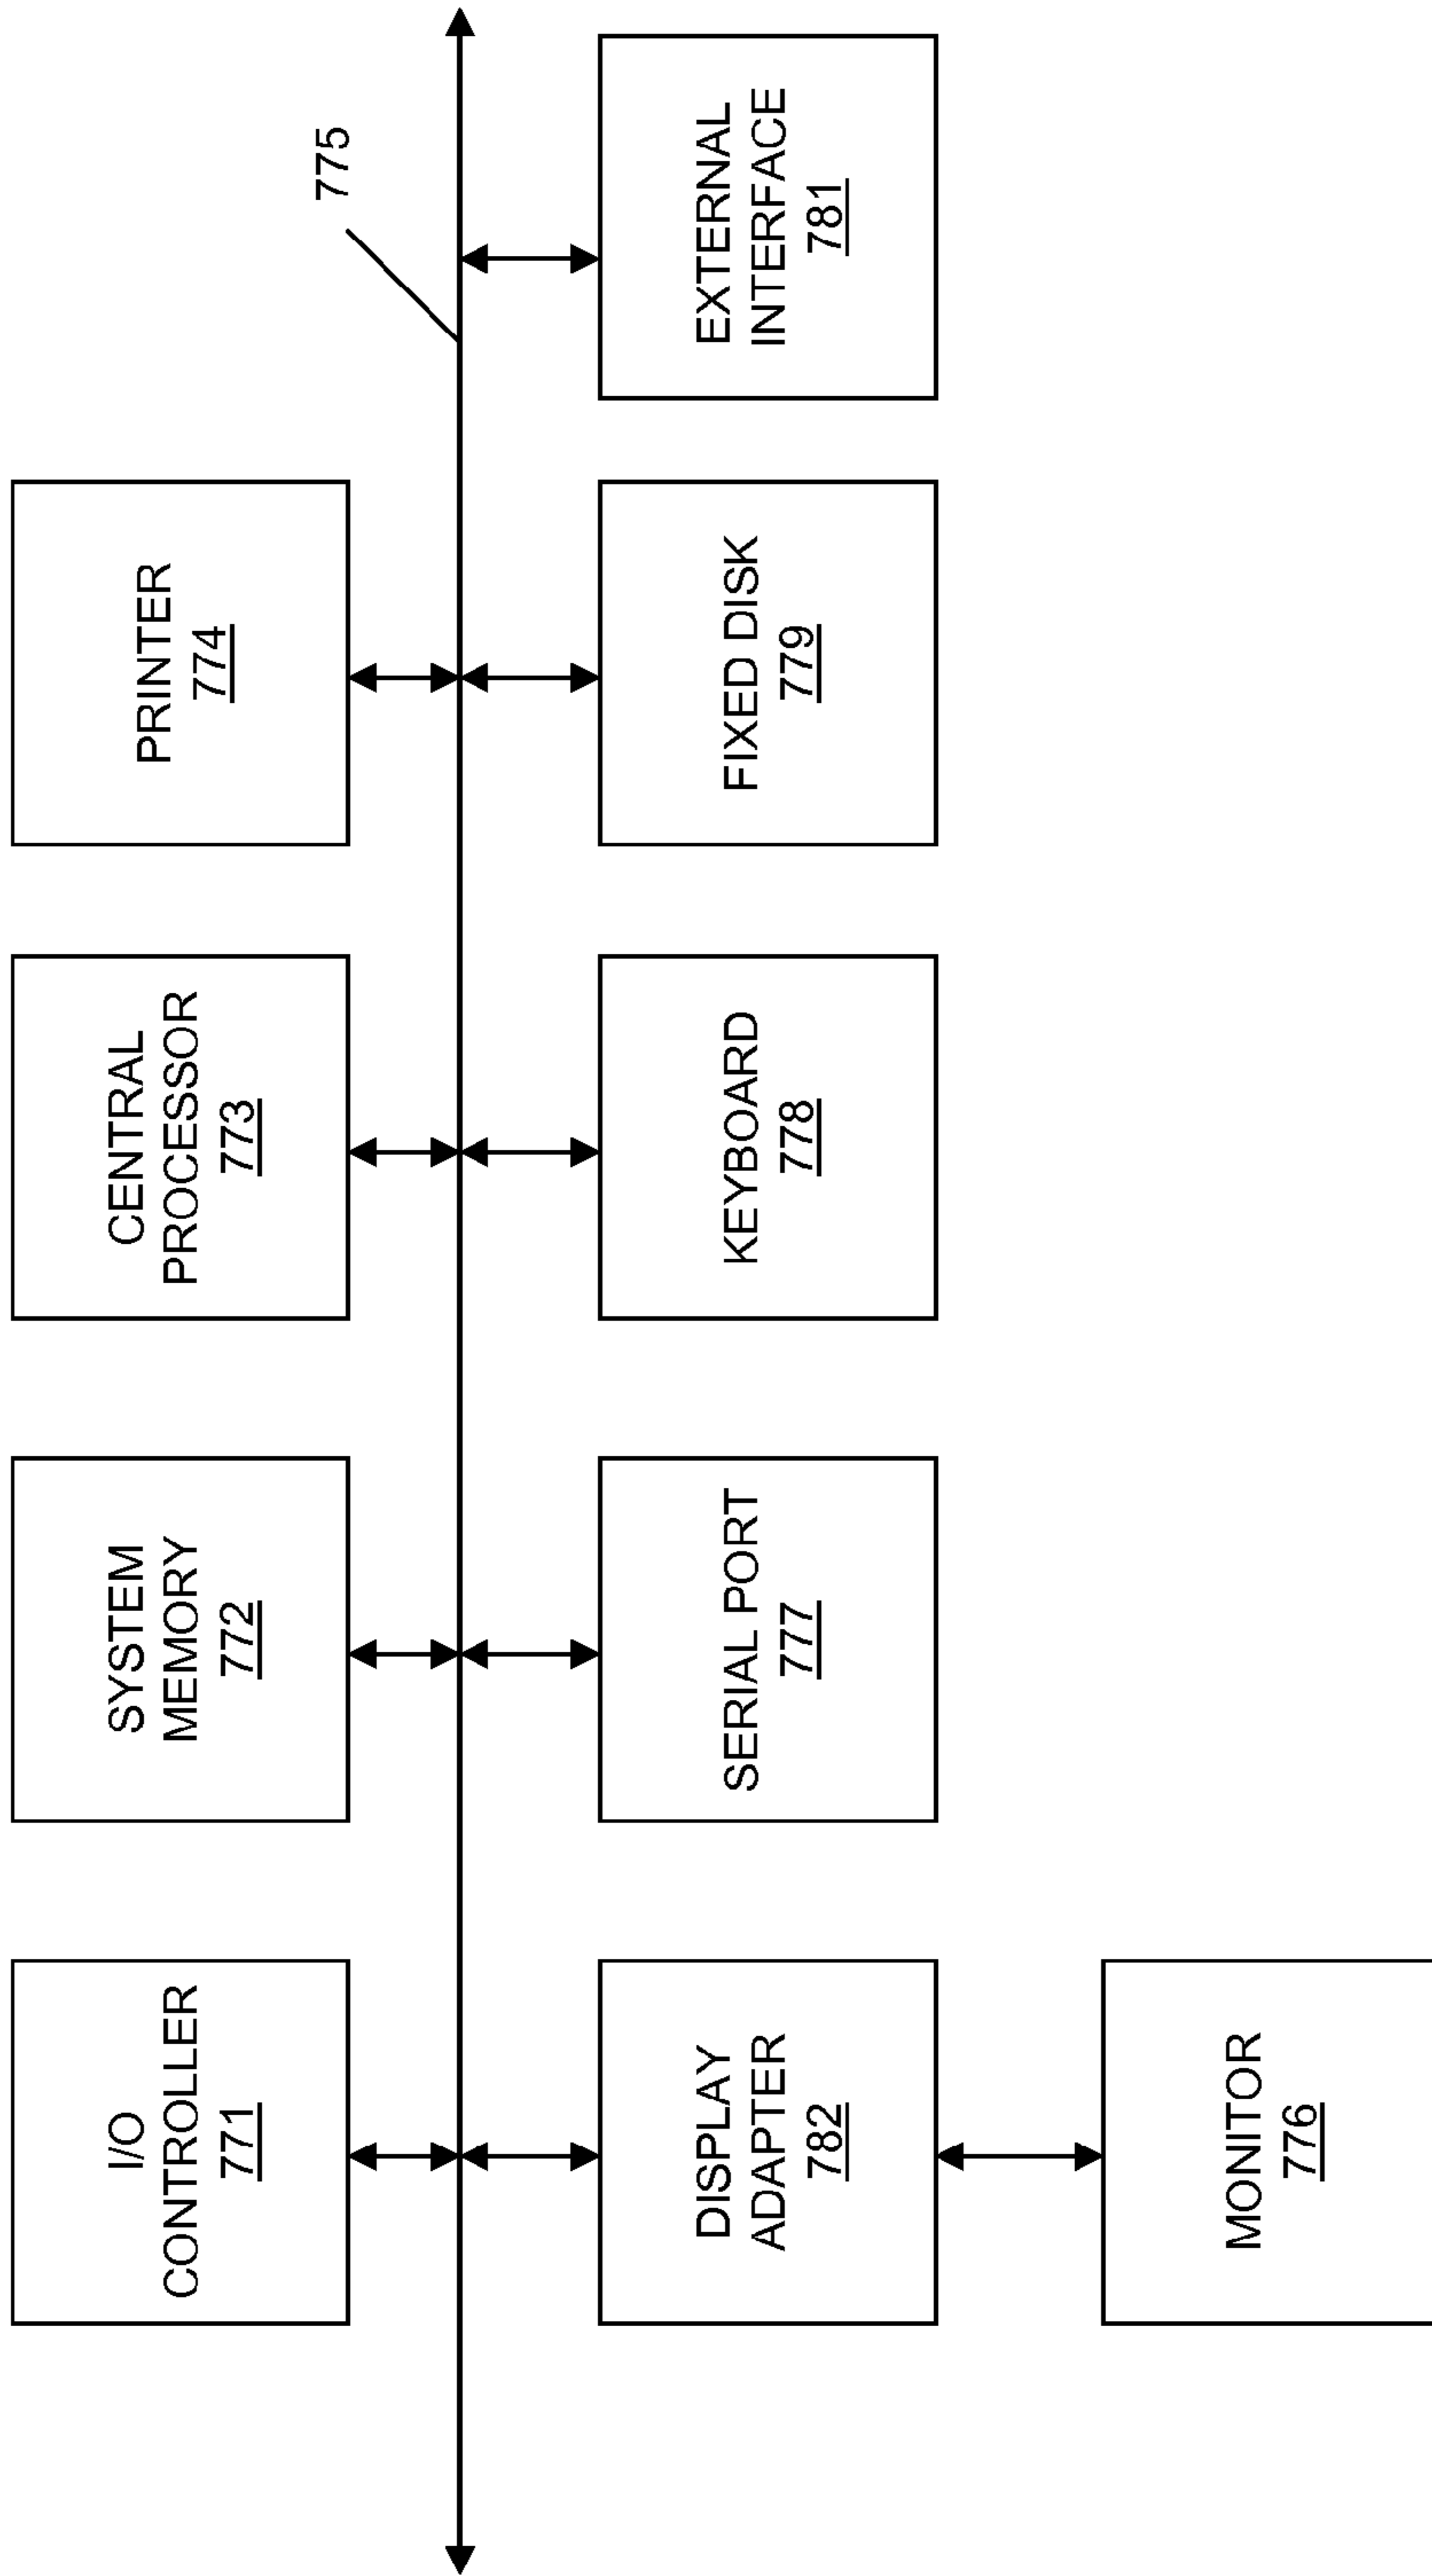 I/O
CONTROLLER
771
SYSTEM
MEMORY
772
CENTRAL
PROCESSOR
773
PRINTER
774
775
DISPLAY
ADAPTER
782
SERIAL PORT
777
KEYBOARD
778
FIXED DISK
779
EXTERNAL
INTERFACE
781
MONITOR
776